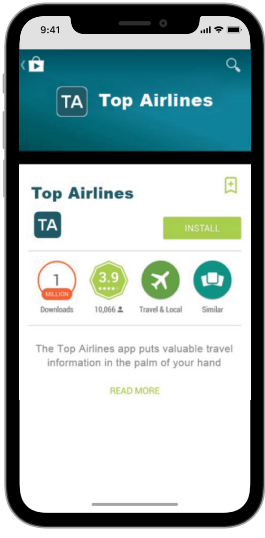 9:41
TA Top Airlines
Top Airlines
TA
INSTALL
1
MILLION
3.9
Downloads 10,066 Travel & Local Similar
The Top Airlines app puts valuable travel
information in the palm of your hand
READ MORE